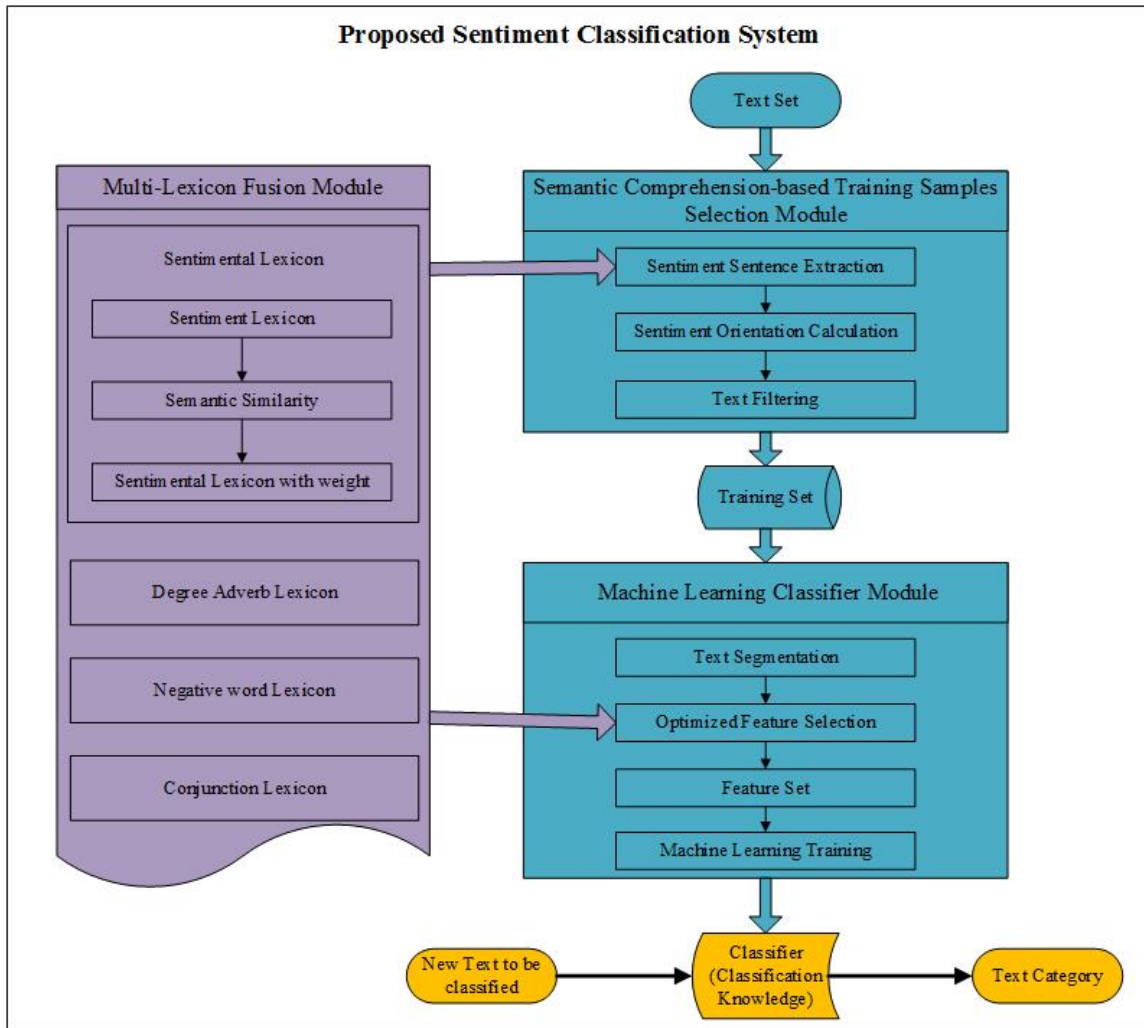 Proposed Sentiment Classification System
Text Set
Multi-Lexicon Fusion Module
Sentimental Lexicon
Sentiment Lexicon
Semantic Similarity
Sentimental Lexicon with weight
Degree Adverb Lexicon
Negative word Lexicon
Conjunction Lexicon
Semantic Comprehension-based Training Samples
Selection Module
Sentiment Sentence Extraction
Sentiment Orientation Calculation
Text Filtering
Training Set
Machine Learning Classifier Module
Text Segmentation
Optimized Feature Selection
Feature Set
Machine Learning Training
New Text to be
classified
Classifier
(Classification
Knowledge)
Text Category